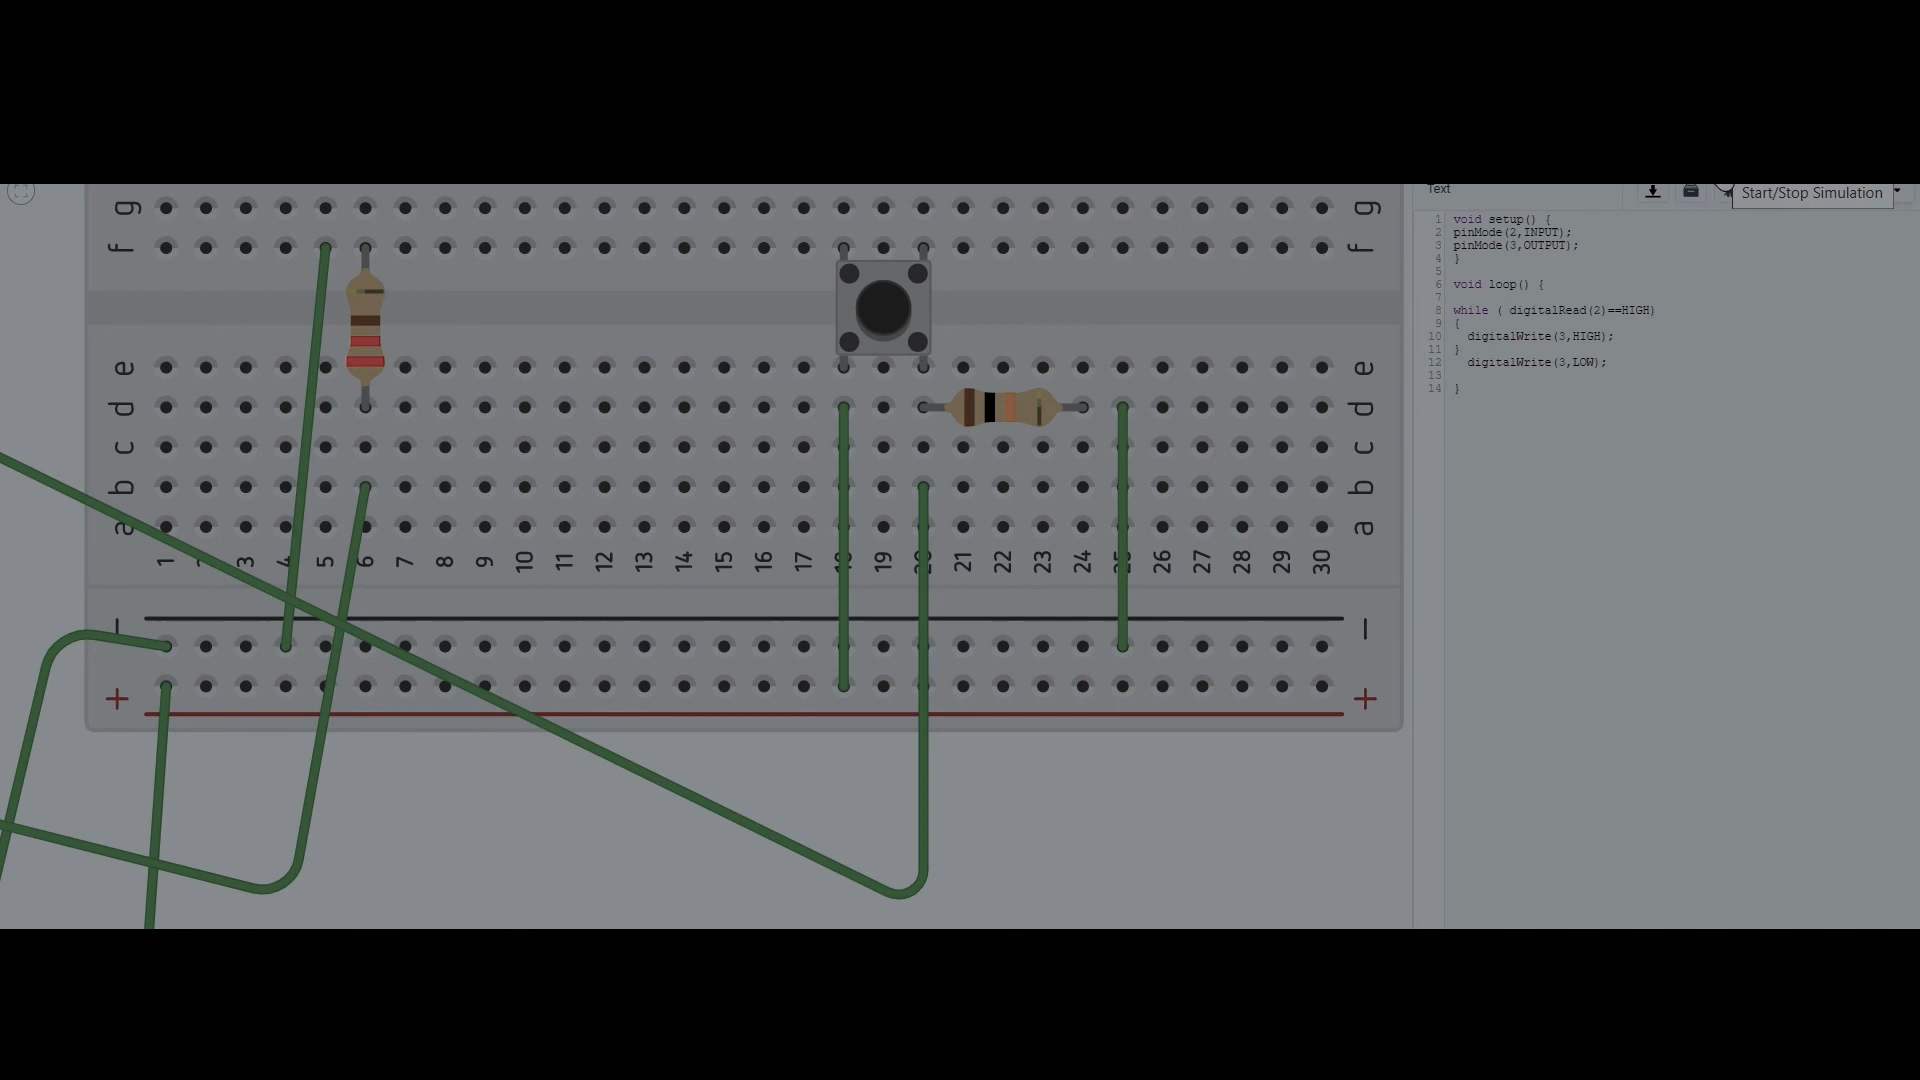 Text
Start/Stop Simulation
g g
f f
e e
d d
c c
b b
a a
1 3 4 5 6 7 8 9 10 11 12 13 14 15 16 17 18 19 20 21 22 23 24 25 26 27 28 29 30
- -
+ +
1 void setup() {
2 pinMode(2,INPUT);
3 pinMode(3,OUTPUT);
4 }
5
6 void loop() {
7
8 while ( digitalRead(2)==HIGH)
9 {
10 digitalWrite(3,HIGH);
11 }
12 digitalWrite(3,LOW);
13
14 }